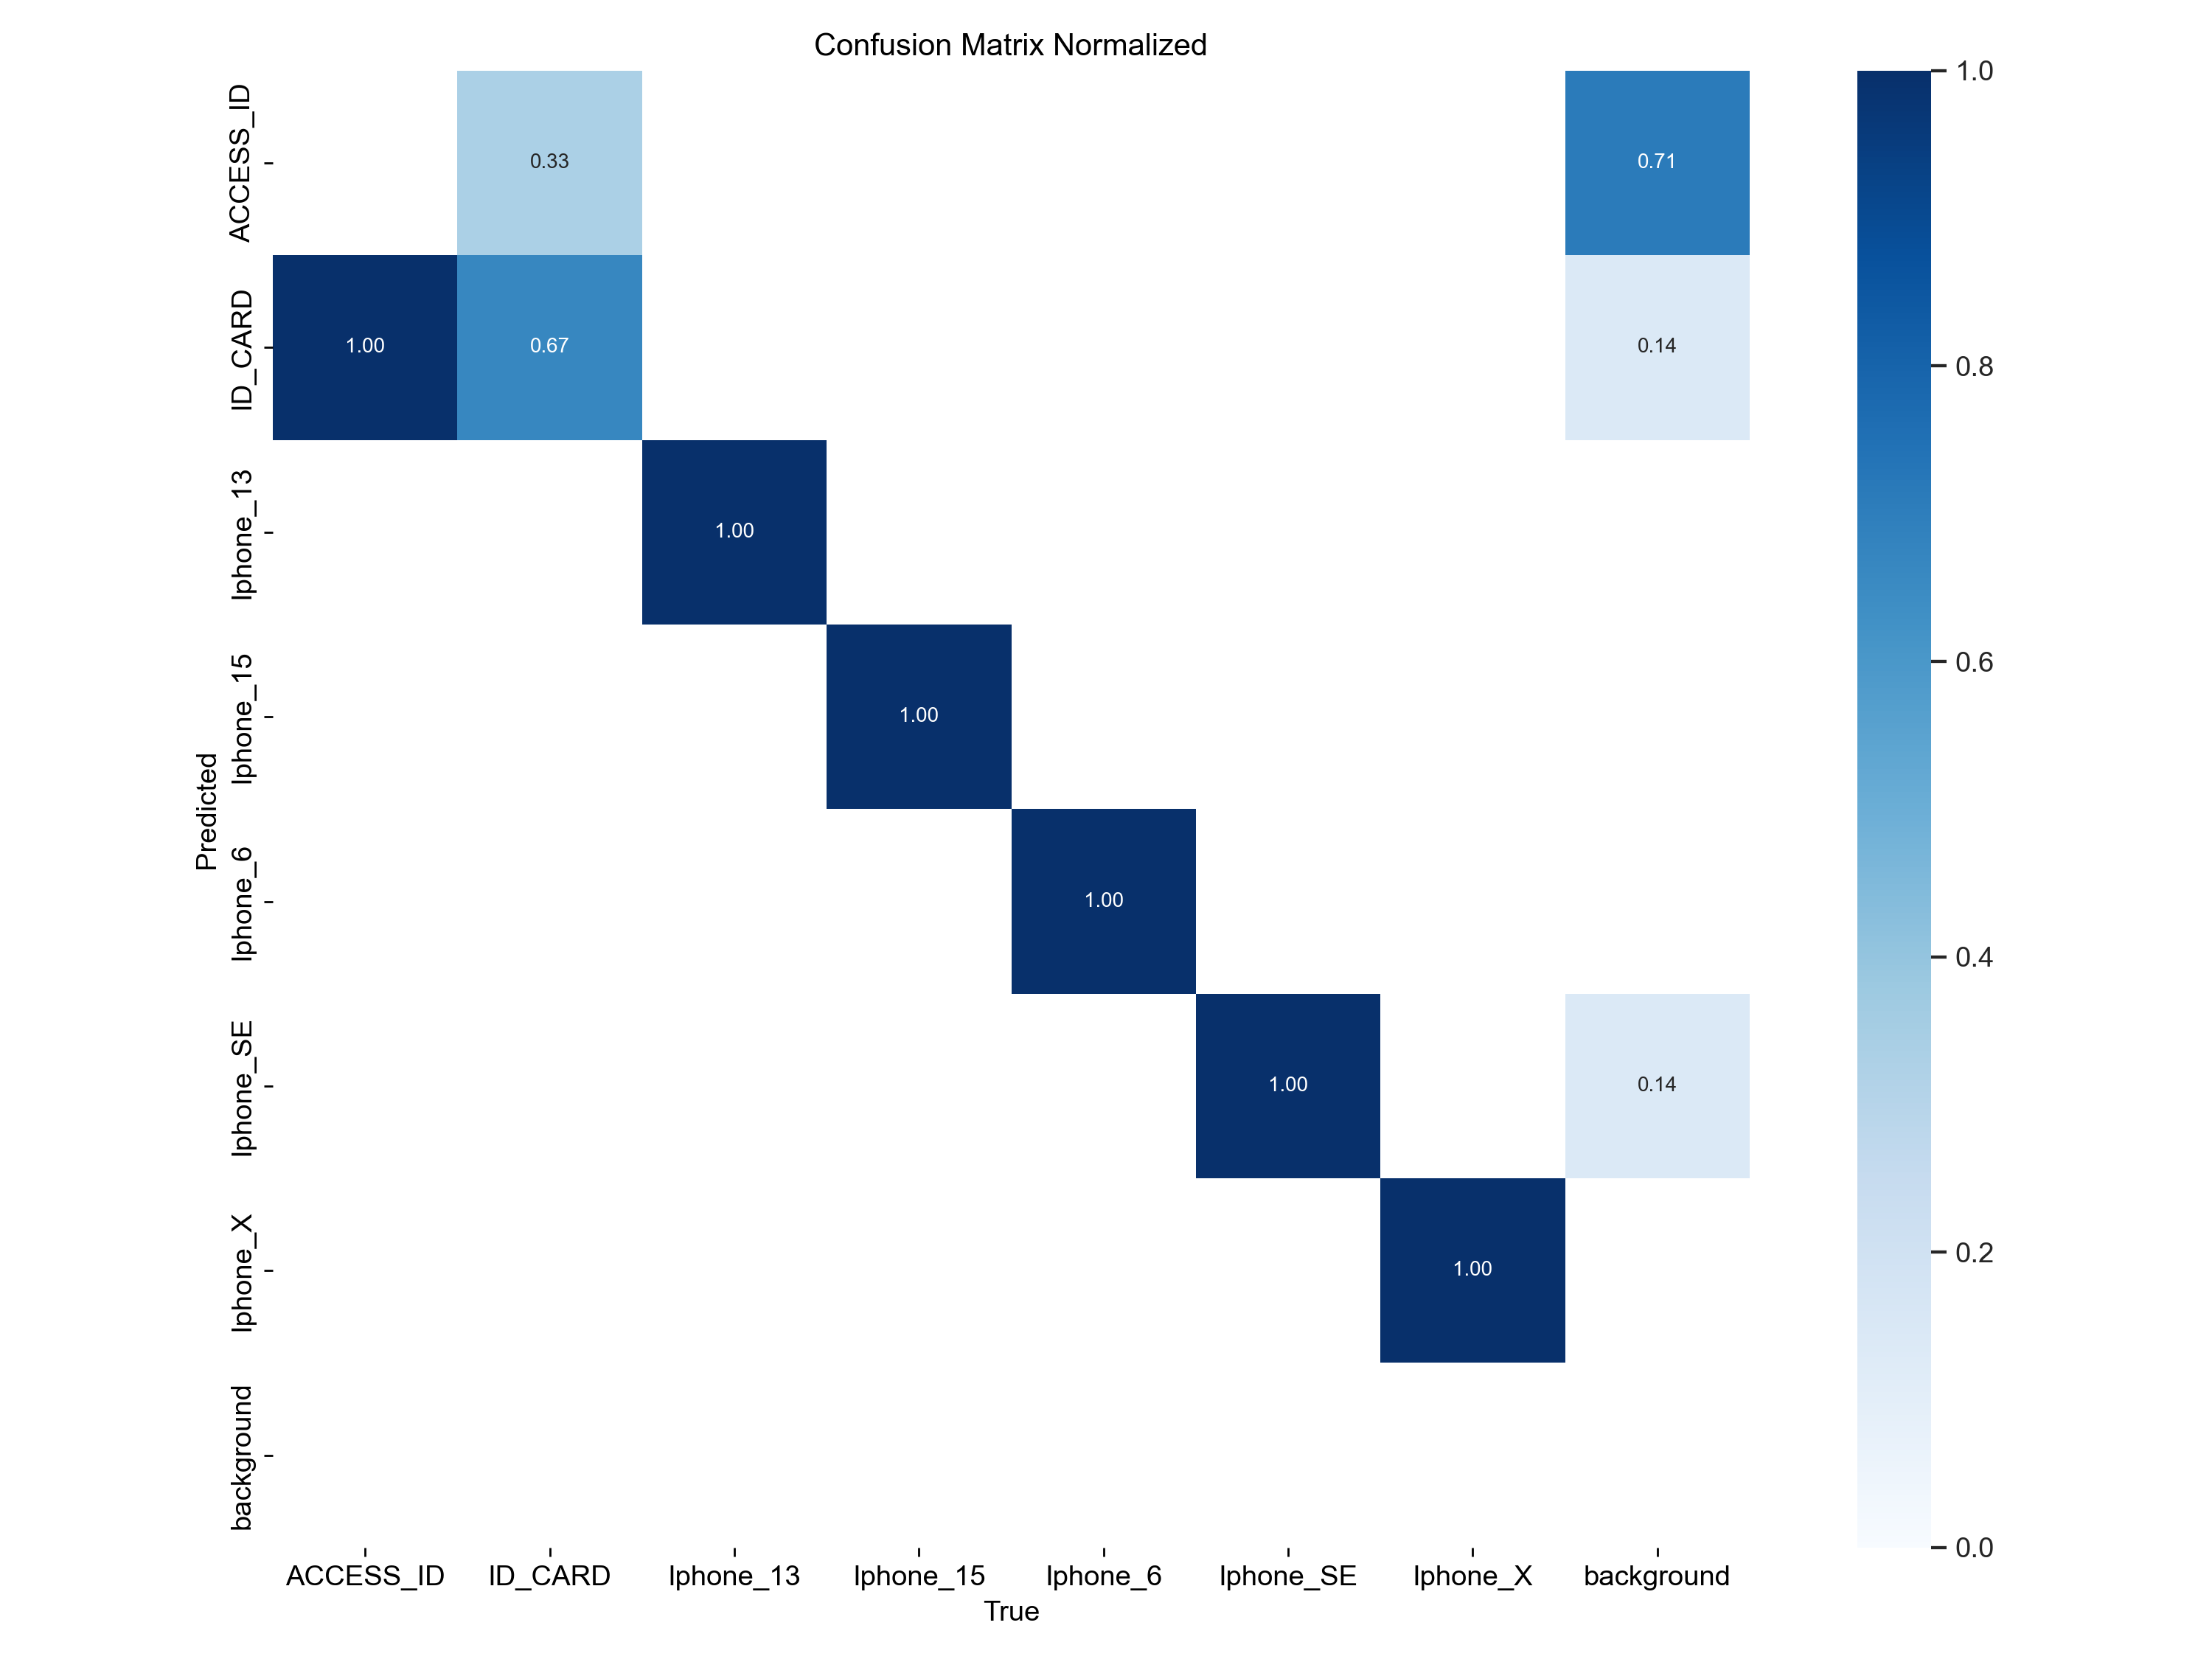 Confusion Matrix Normalized
ACCESS_ID
0.33
0.71
1.0
ID_CARD
1.00
0.67
0.14
0.8
Iphone_13
1.00
Iphone_15
1.00
0.6
Predicted
Iphone_6
1.00
0.4
Iphone_SE
1.00
0.14
Iphone_X
1.00
0.2
background
0.0
ACCESS_ID ID_CARD Iphone_13 Iphone_15 Iphone_6 Iphone_SE Iphone_X background
True